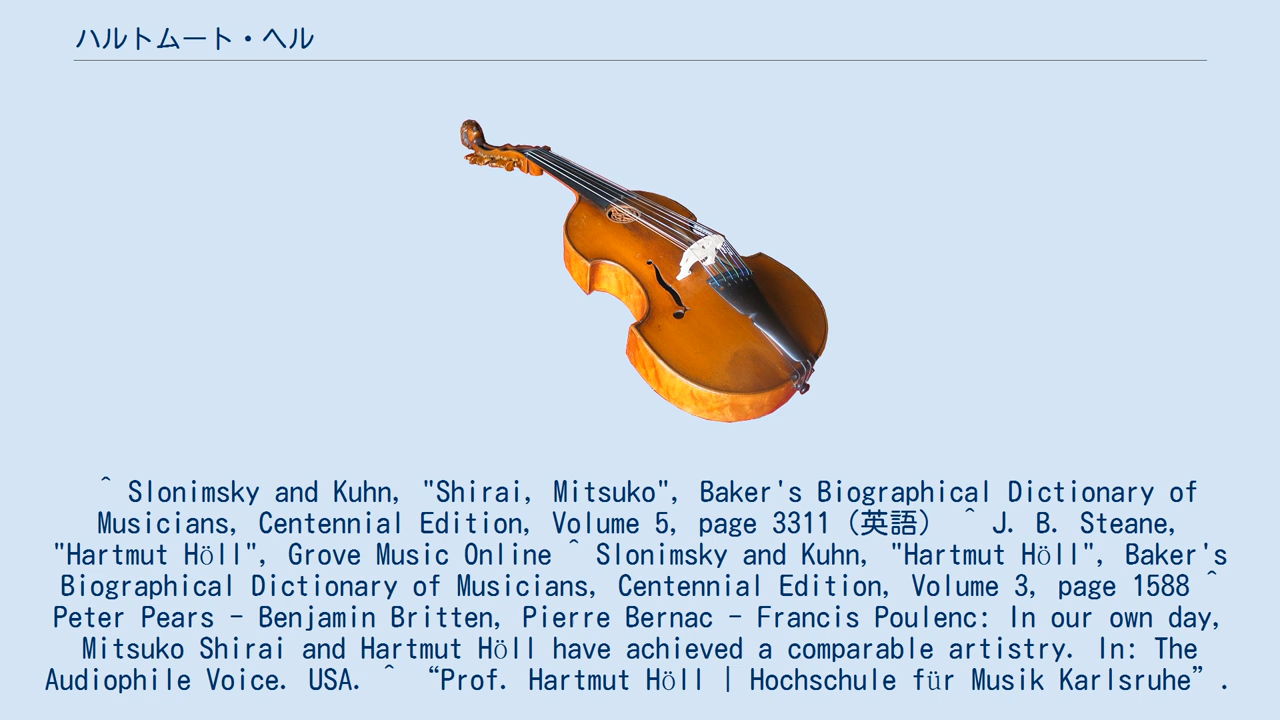 ハルトムート・ヘル
^ Slonimsky and Kuhn, "Shirai, Mitsuko", Baker's Biographical Dictionary of
Musicians, Centennial Edition, Volume 5, page 3311 (英語) ^ J. B. Steane,
"Hartmut Höll", Grove Music Online ^ Slonimsky and Kuhn, "Hartmut Höll", Baker's
Biographical Dictionary of Musicians, Centennial Edition, Volume 3, page 1588 ^
Peter Pears – Benjamin Britten, Pierre Bernac – Francis Poulenc: In our own day,
Mitsuko Shirai and Hartmut Höll have achieved a comparable artistry. In: The
Audiophile Voice. USA. ^ “Prof. Hartmut Höll | Hochschule für Musik Karlsruhe”.